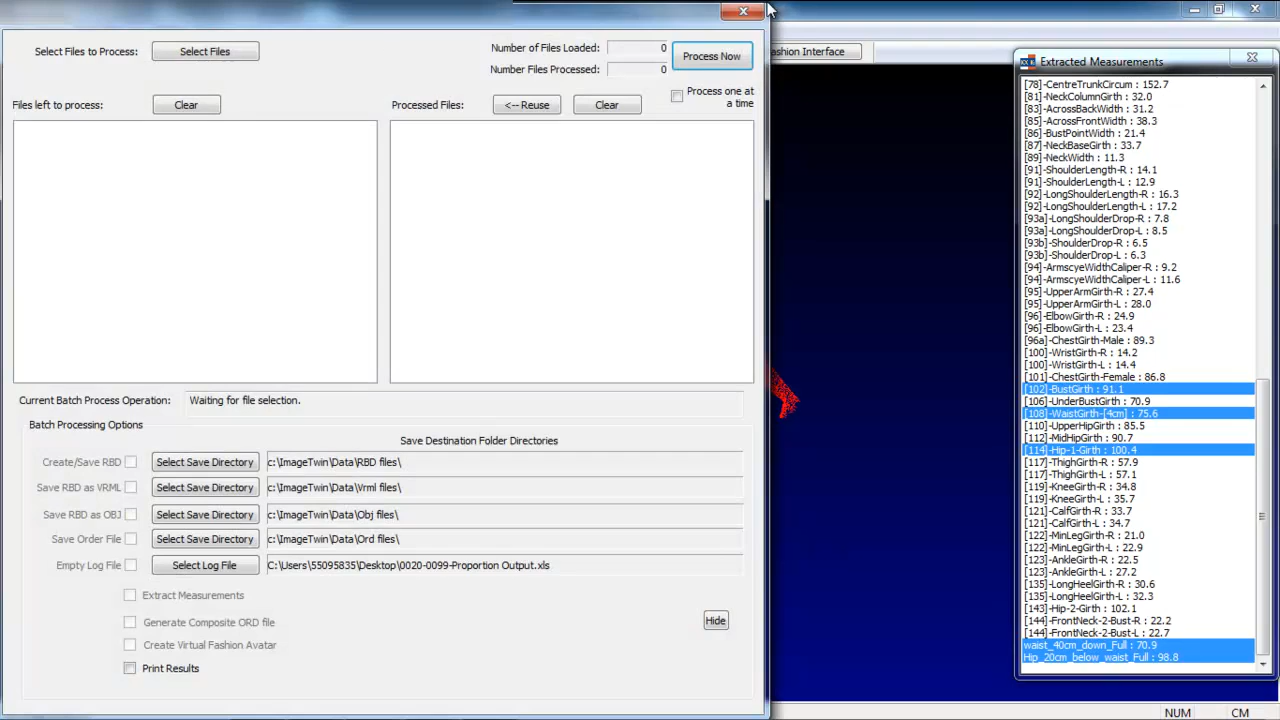 Select Files to Process:
Select Files
Number of Files Loaded: 0
Number Files Processed: 0
Process Now
Process one at
a time
Files left to process:
Clear
Processed Files:
<-- Reuse
Clear
Current Batch Process Operation:
Waiting for file selection.
Batch Processing Options
Save Destination Folder Directories
Create/Save RBD
Select Save Directory
c:\ImageTwin\Data\RBD files\
Save RBD as VRML
Select Save Directory
c:\ImageTwin\Data\Vrml files\
Save RBD as OBJ
Select Save Directory
c:\ImageTwin\Data\Obj files\
Save Order File
Select Save Directory
c:\ImageTwin\Data\Ord files\
Empty Log File
Select Log File
C:\Users\55095835\Desktop\0020-0099-Proportion Output.xls
Extract Measurements
Generate Composite ORD file
Hide
Create Virtual Fashion Avatar
Print Results
ashion Interface
Extracted Measurements
[78]-CentreTrunkCircum : 152.7
[81]-NeckColumnGirth : 32.0
[83]-AcrossBackWidth : 31.2
[85]-AcrossFrontWidth : 38.3
[86]-BustPointWidth : 21.4
[87]-NeckBaseGirth : 33.7
[89]-NeckWidth : 11.3
[91]-ShoulderLength-R : 14.1
[91]-ShoulderLength-L : 12.9
[92]-LongShoulderLength-R : 16.3
[92]-LongShoulderLength-L : 17.2
[93a]-LongShoulderDrop-R : 7.8
[93a]-LongShoulderDrop-L : 8.5
[93b]-ShoulderDrop-R : 6.5
[93b]-ShoulderDrop-L : 6.3
[94]-ArmscyeWidthCaliper-R : 9.2
[94]-ArmscyeWidthCaliper-L : 11.6
[95]-UpperArmGirth-R : 27.4
[95]-UpperArmGirth-L : 28.0
[96]-ElbowGirth-R : 24.9
[96]-ElbowGirth-L : 23.4
[96a]-ChestGirth-Male : 89.3
[100]-WristGirth-R : 14.2
[100]-WristGirth-L : 14.4
[101]-ChestGirth-Female : 86.8
[102]-BustGirth : 91.1
[106]-UnderBustGirth : 70.9
[108]-WaistGirth-[4cm] : 75.6
[110]-UpperHipGirth : 85.5
[112]-MidHipGirth : 90.7
[114]-Hip-1-Girth : 100.4
[117]-ThighGirth-R : 57.9
[117]-ThighGirth-L : 57.1
[119]-KneeGirth-R : 34.8
[119]-KneeGirth-L : 35.7
[121]-CalfGirth-R : 33.7
[121]-CalfGirth-L : 34.7
[122]-MinLegGirth-R : 21.0
[122]-MinLegGirth-L : 22.9
[123]-AnkleGirth-R : 22.5
[123]-AnkleGirth-L : 27.2
[135]-LongHeelGirth-R : 30.6
[135]-LongHeelGirth-L : 32.3
[143]-Hip-2-Girth : 102.1
[144]-FrontNeck-2-Bust-R : 22.2
[144]-FrontNeck-2-Bust-L : 22.7
waist_40cm_down_Full : 70.9
Hip_20cm_below_waist_Full : 98.8
NUM
CM